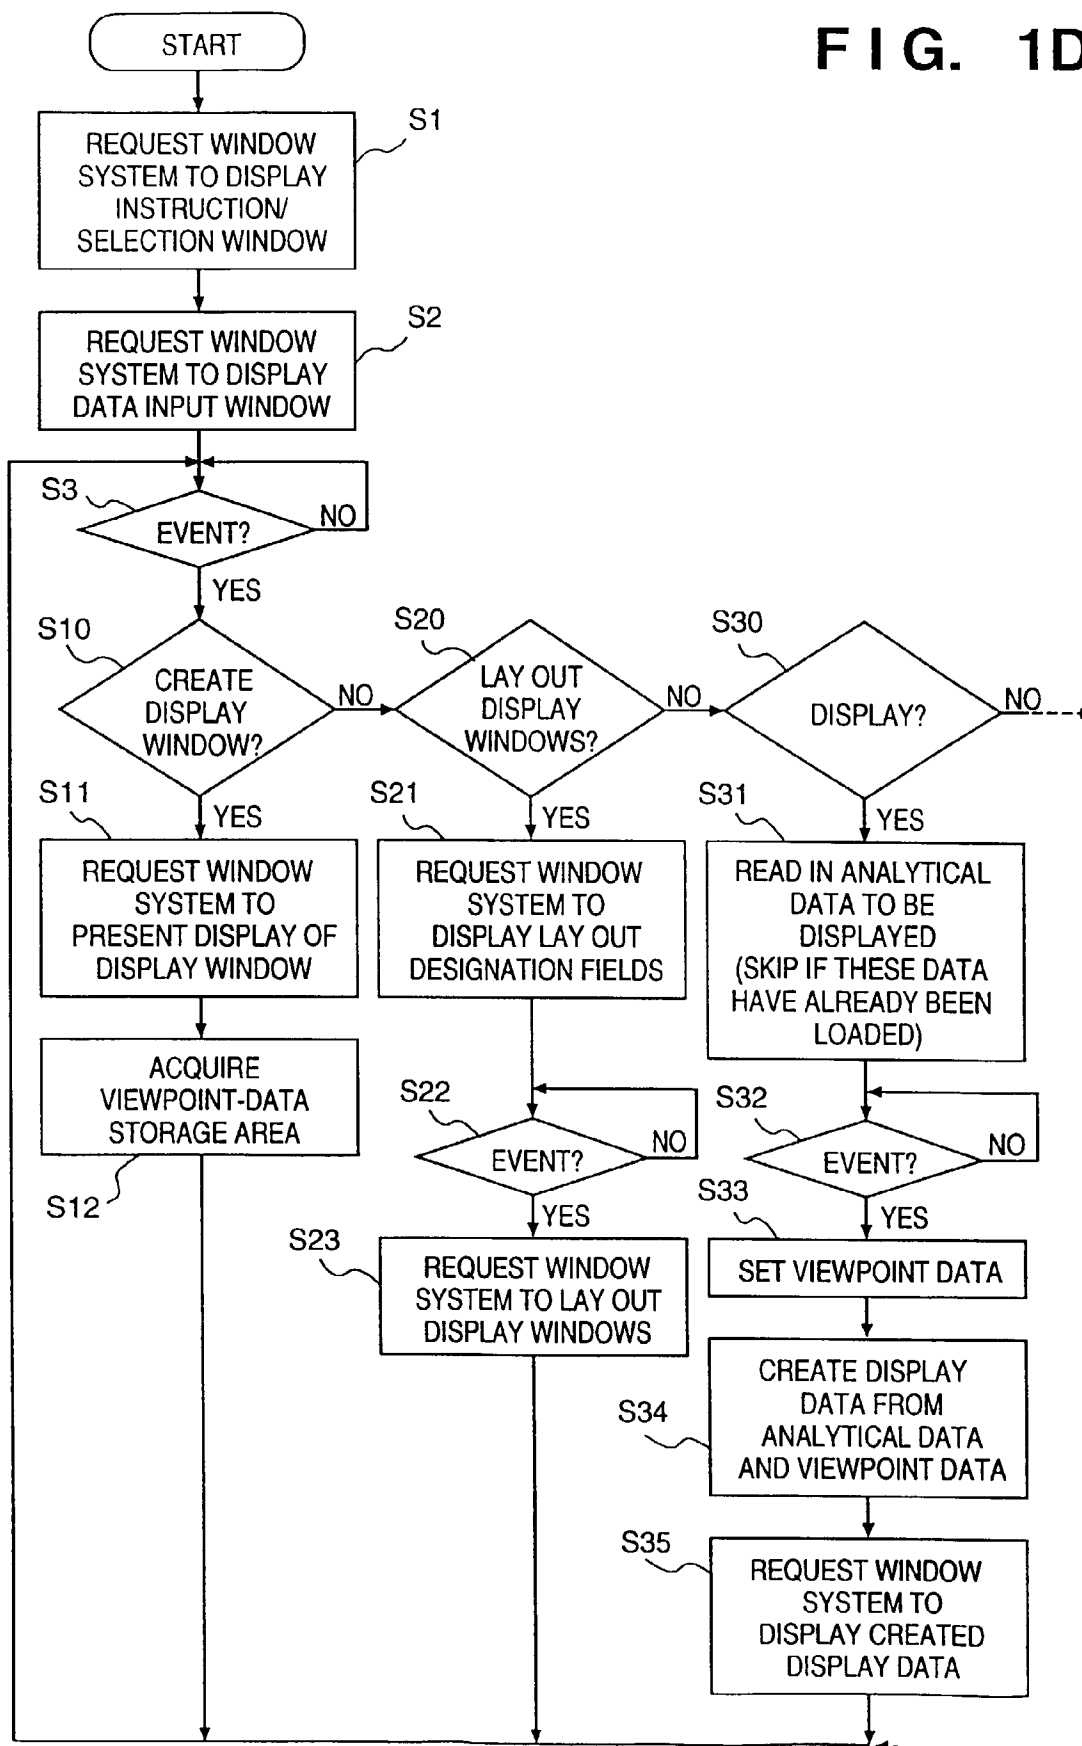 START
FIG. 1D
S1
REQUEST WINDOW
SYSTEM TO DISPLAY
INSTRUCTION/
SELECTION WINDOW
S2
REQUEST WINDOW
SYSTEM TO DISPLAY
DATA INPUT WINDOW
S3
EVENT?
NO
YES
S10
CREATE
DISPLAY
WINDOW?
NO
S20
LAY OUT
DISPLAY
WINDOWS?
NO
S30
DISPLAY?
NO
YES
YES
YES
S11
REQUEST WINDOW
SYSTEM TO
PRESENT DISPLAY OF
DISPLAY WINDOW
S21
REQUEST WINDOW
SYSTEM TO
DISPLAY LAY OUT
DESIGNATION FIELDS
S31
READ IN ANALYTICAL
DATA TO BE
DISPLAYED
(SKIP IF THESE DATA
HAVE ALREADY BEEN
LOADED)
ACQUIRE
VIEWPOINT-DATA
STORAGE AREA
S12
S22
EVENT?
NO
YES
S32
EVENT?
NO
YES
S23
REQUEST WINDOW
SYSTEM TO LAY OUT
DISPLAY WINDOWS
S33
SET VIEWPOINT DATA
S34
CREATE DISPLAY
DATA FROM
ANALYTICAL DATA
AND VIEWPOINT DATA
S35
REQUEST WINDOW
SYSTEM TO
DISPLAY CREATED
DISPLAY DATA